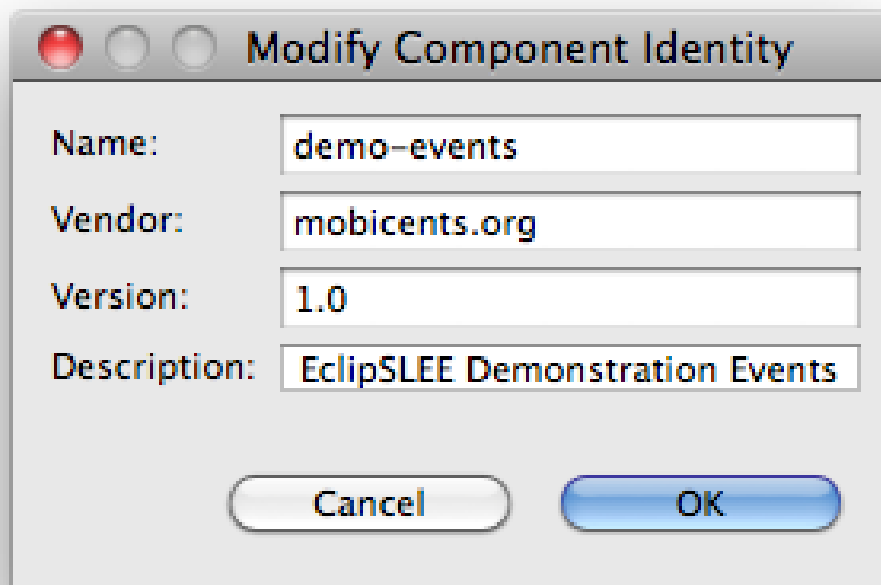 Modify Component Identity
Name: demo-events
Vendor: mobicents.org
Version: 1.0
Description: EclipSLEE Demonstration Events
Cancel OK